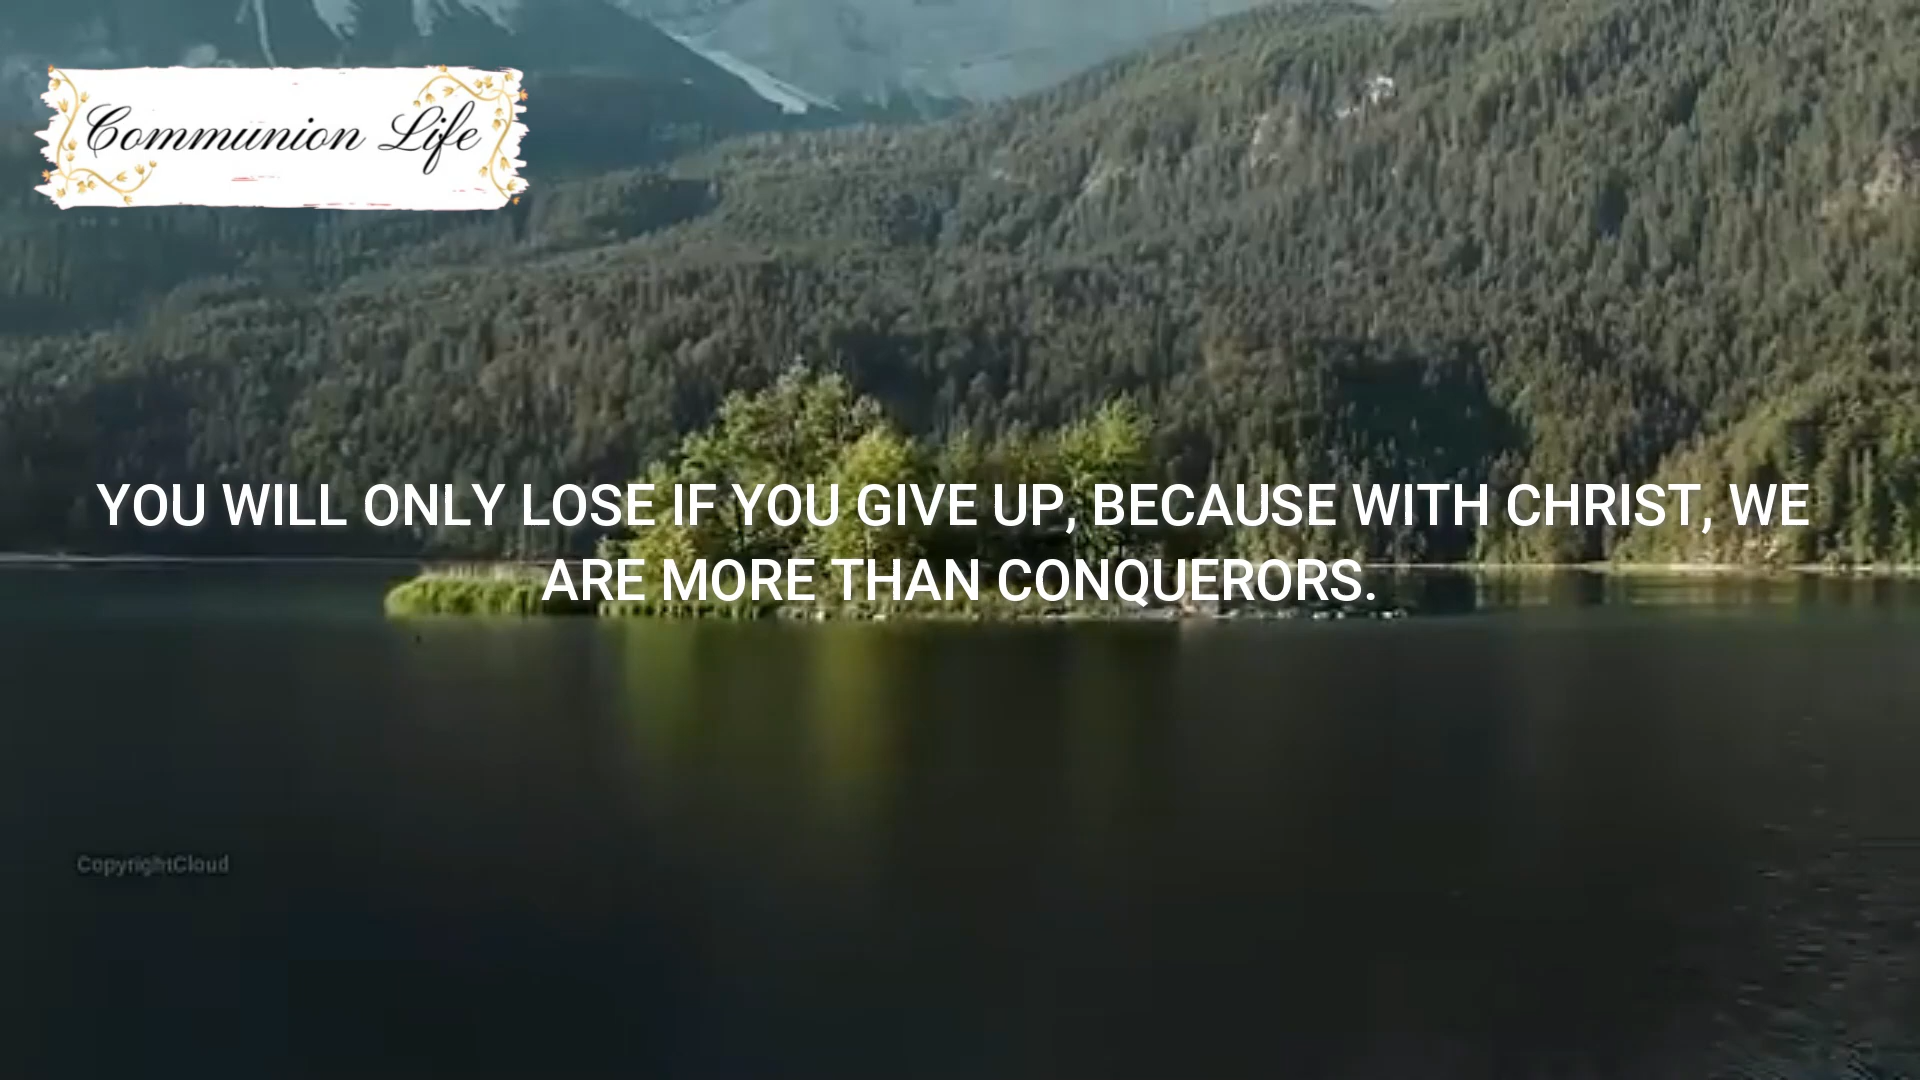 Communion Life
YOU WILL ONLY LOSE IF YOU GIVE UP, BECAUSE WITH CHRIST, WE
ARE MORE THAN CONQUERORS.
CopyrightCloud